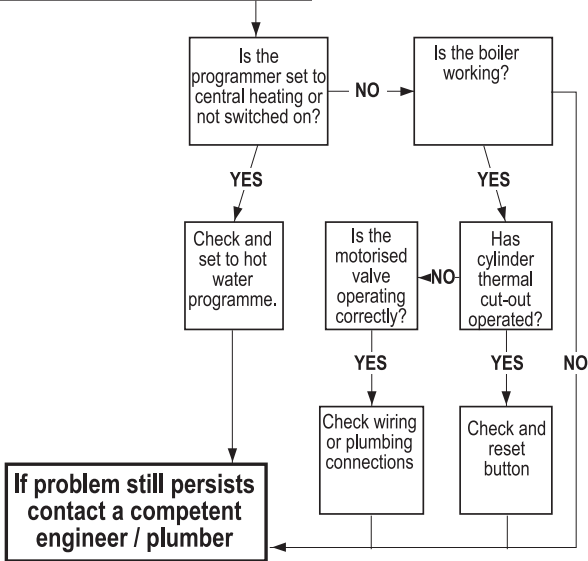 Is the
programmer set to
central heating or
not switched on?
NO
Is the boiler
working?
YES
YES
Check and
set to hot
water
programme.
Is the
motorised
valve
operating
correctly?
NO
Has
cylinder
thermal
cut-out
operated?
YES
YES
NO
Check wiring
or plumbing
connections
Check and
reset
button
If problem still persists
contact a competent
engineer / plumber